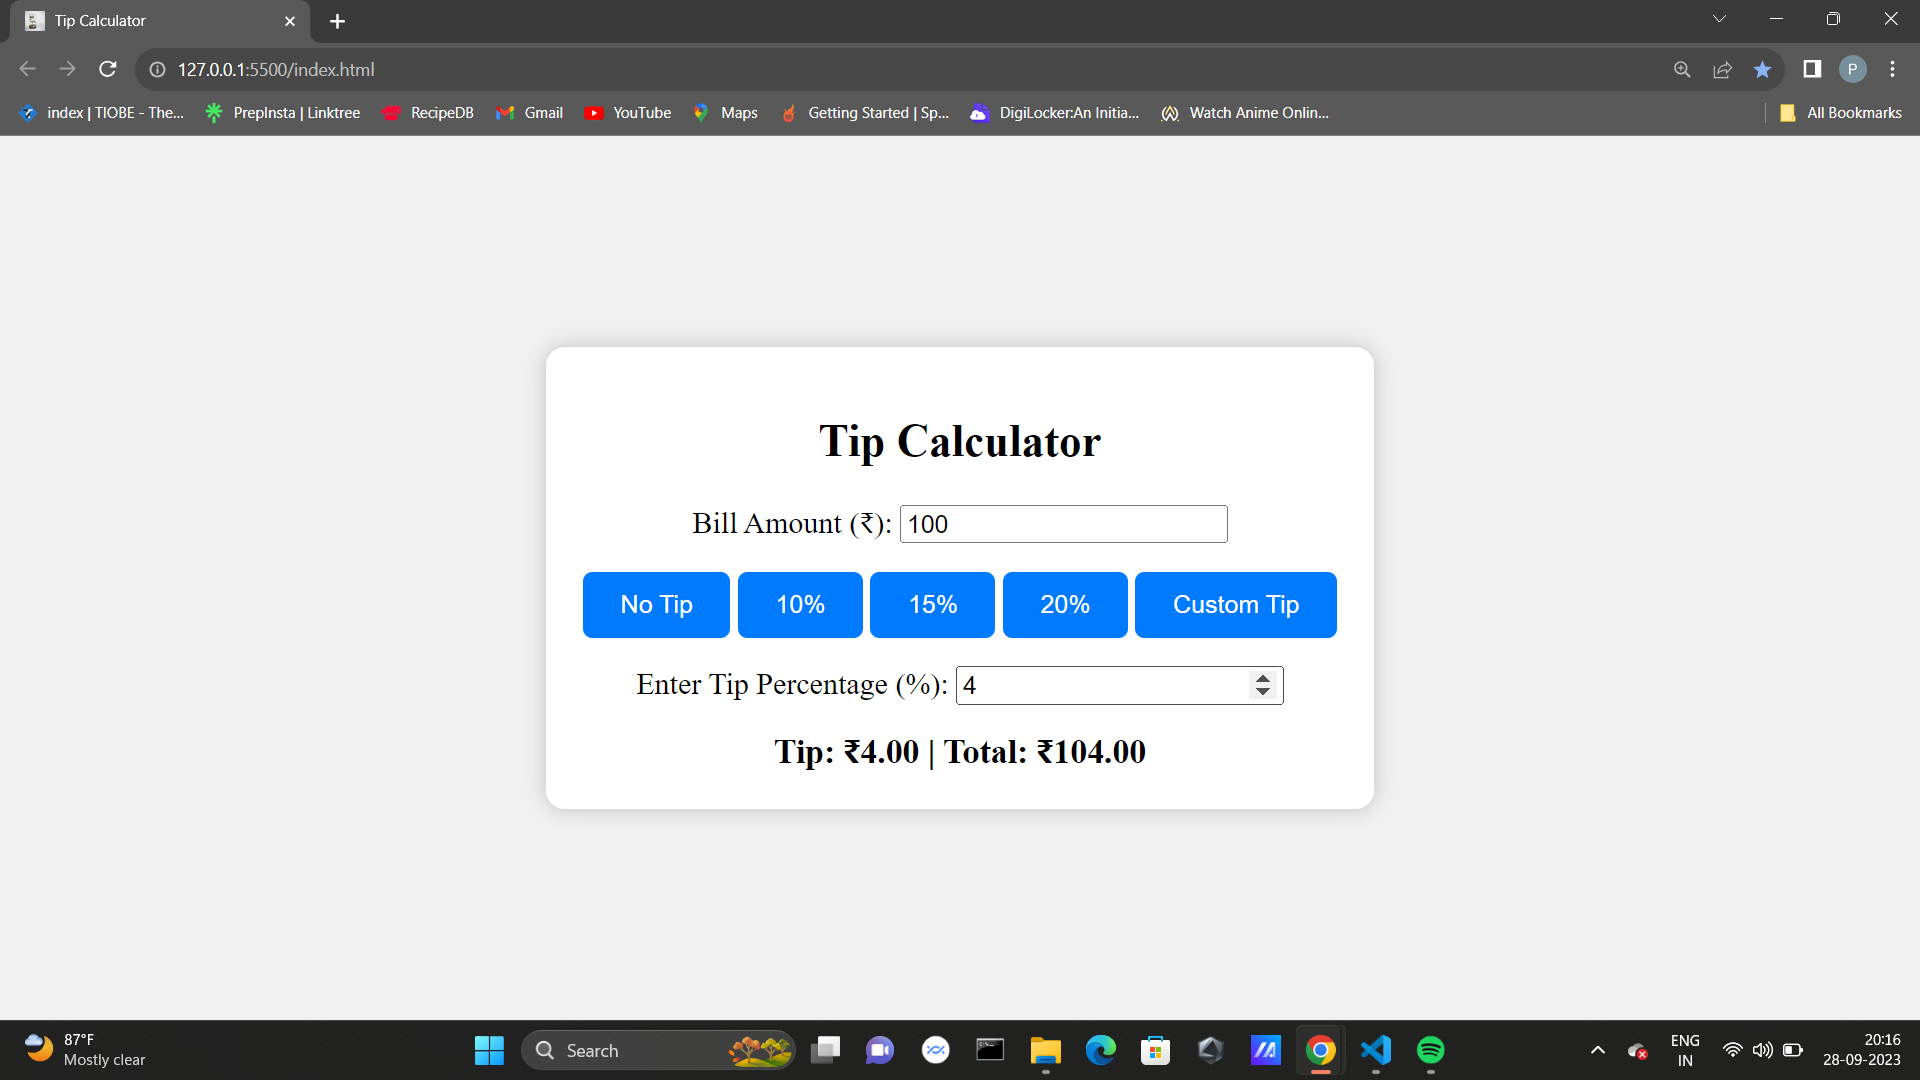 Tip Calculator
127.0.0.1:5500/index.html
P
index | TIOBE - The...
PrepInsta | Linktree
RecipeDB
Gmail
YouTube
Maps
Getting Started | Sp...
DigiLocker:An Initia...
Watch Anime Onlin...
All Bookmarks
Tip Calculator
Bill Amount (₹): 100
No Tip 10% 15% 20% Custom Tip
Enter Tip Percentage (%): 4
Tip: ₹4.00 | Total: ₹104.00
87°F
Mostly clear
Search
ENG
IN
20:16
28-09-2023